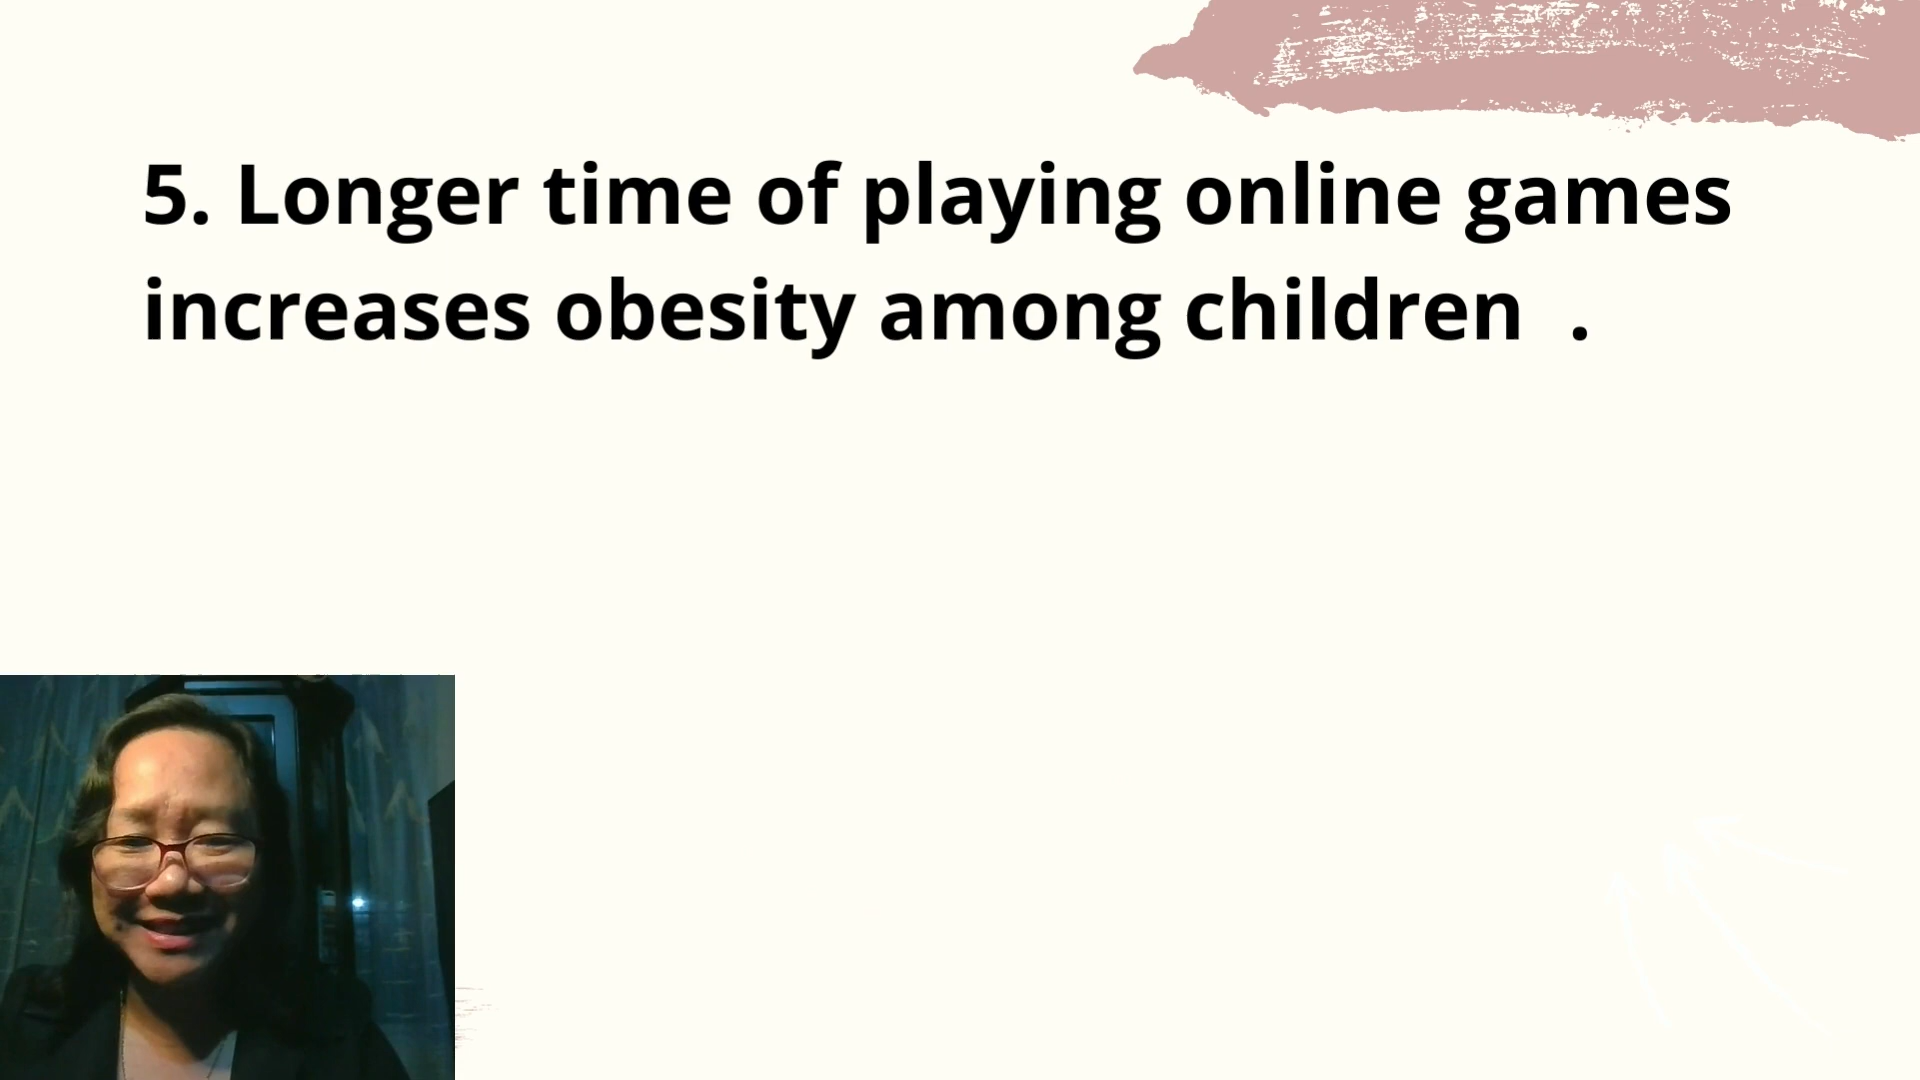 5. Longer time of playing online games
increases obesity among children .